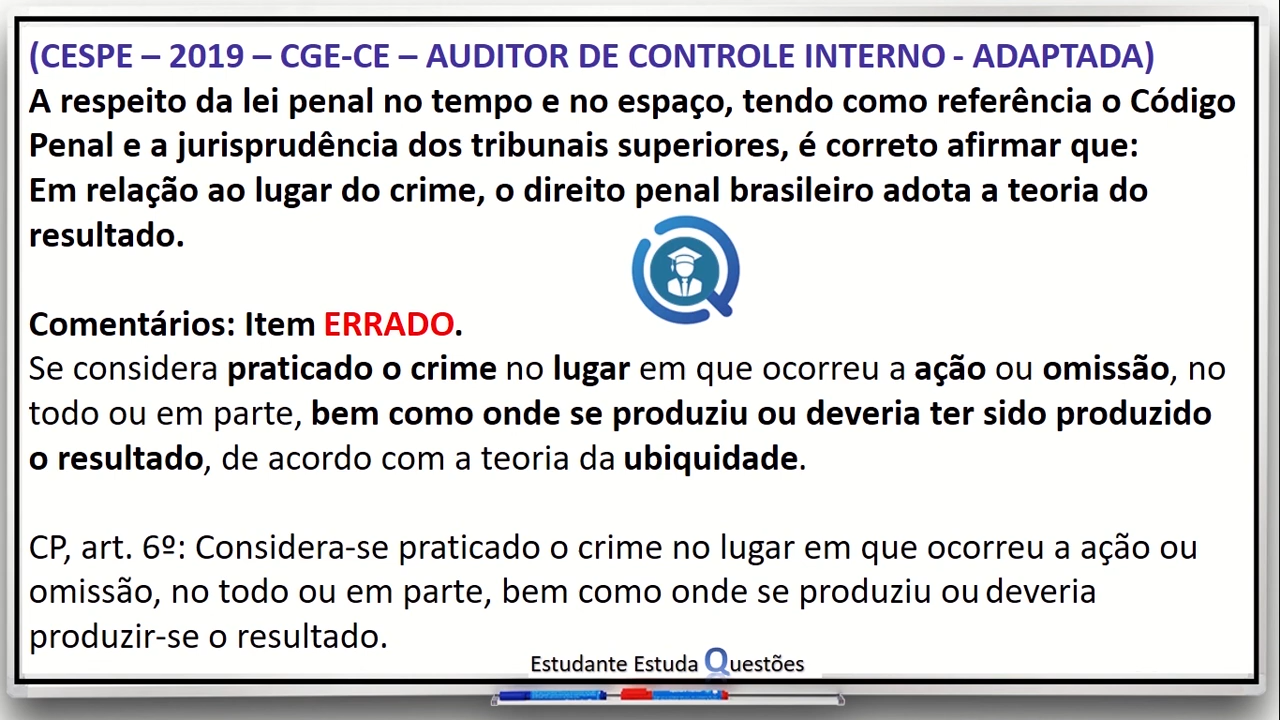 (CESPE – 2019 – CGE-CE – AUDITOR DE CONTROLE INTERNO - ADAPTADA)
A respeito da lei penal no tempo e no espaço, tendo como referência o Código
Penal e a jurisprudência dos tribunais superiores, é correto afirmar que:
Em relação ao lugar do crime, o direito penal brasileiro adota a teoria do
resultado.
Comentários: Item ERRADO.
Se considera praticado o crime no lugar em que ocorreu a ação ou omissão, no
todo ou em parte, bem como onde se produziu ou deveria ter sido produzido
o resultado, de acordo com a teoria da ubiquidade.
CP, art. 6º: Considera-se praticado o crime no lugar em que ocorreu a ação ou
omissão, no todo ou em parte, bem como onde se produziu ou deveria
produzir-se o resultado.
Estudante Estuda Questões